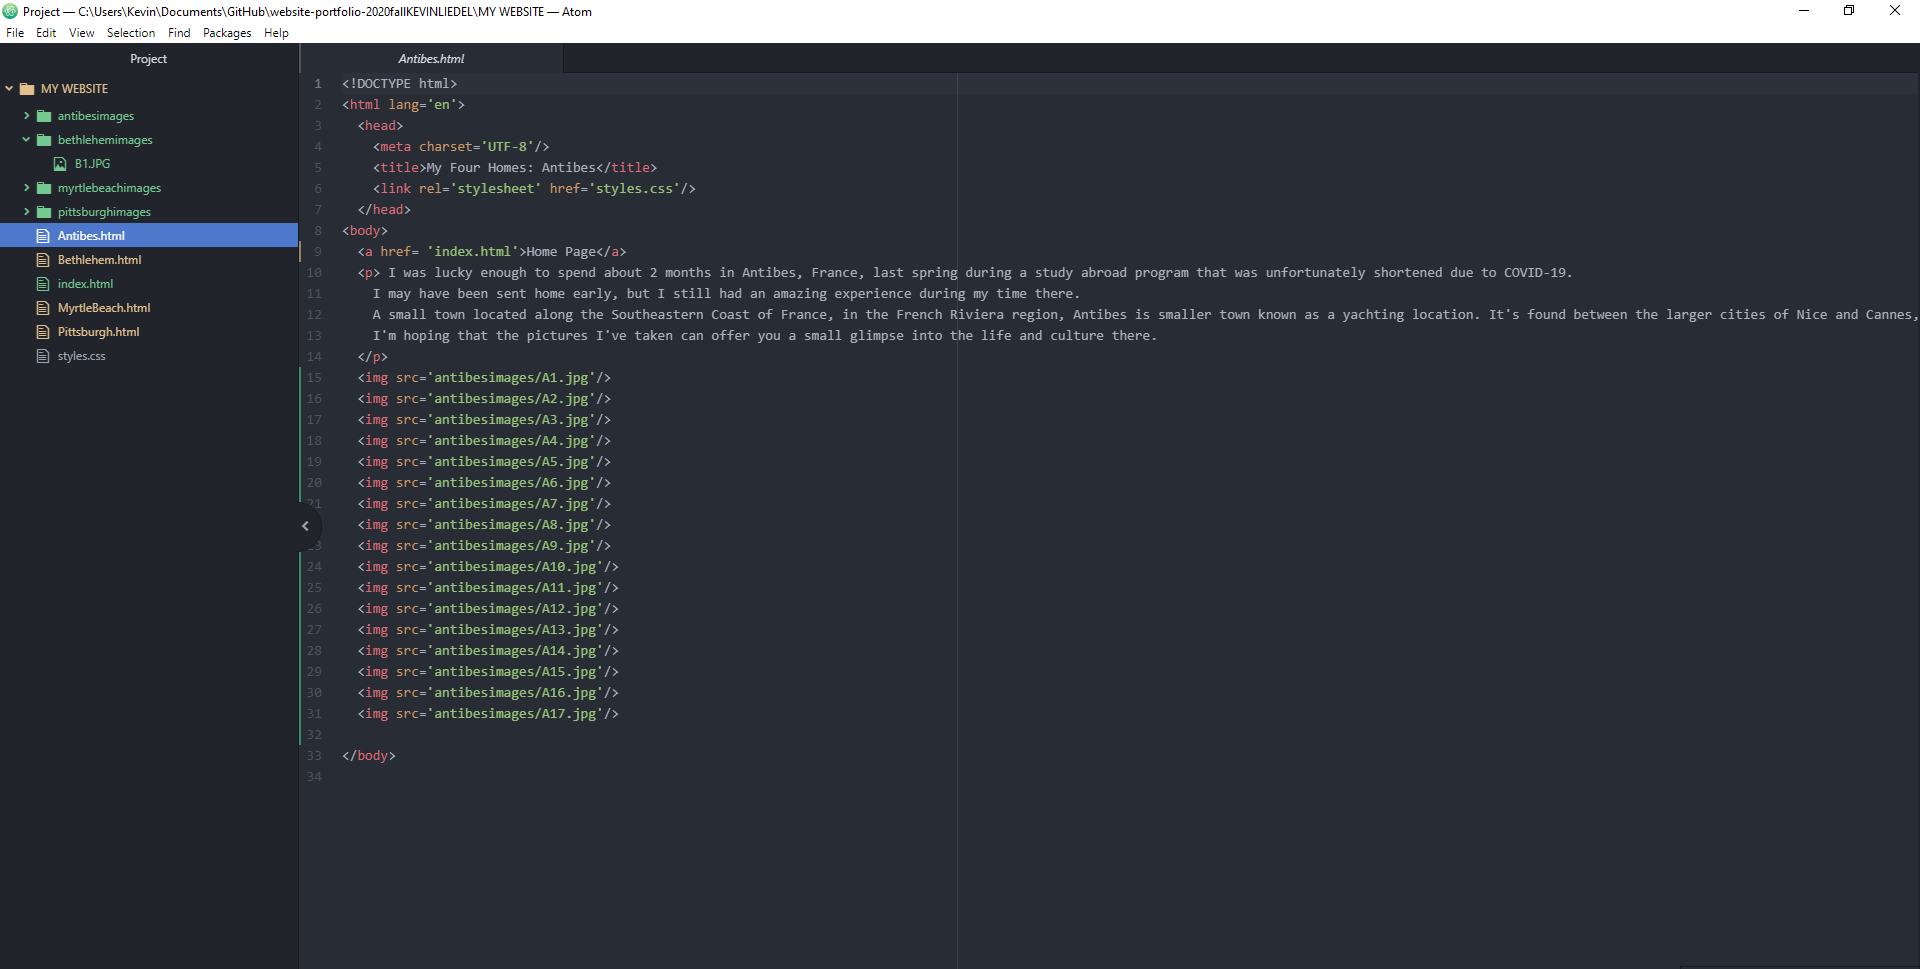 Project — C:\Users\Kevin\Documents\GitHub\website-portfolio-2020fallKEVINLIEDEL\MY WEBSITE — Atom
File Edit View Selection Find Packages Help
Project
MY WEBSITE
antibesimages
bethlehemimages
B1.JPG
myrtlebeachimages
pittsburghimages
Antibes.html
Bethlehem.html
index.html
MyrtleBeach.html
Pittsburgh.html
styles.css
Antibes.html
1 <!DOCTYPE html>
2 <html lang='en'>
3 <head>
4 <meta charset='UTF-8'/>
5 <title>My Four Homes: Antibes</title>
6 <link rel='stylesheet' href='styles.css'/>
7 </head>
8 <body>
9 <a href= 'index.html'>Home Page</a>
10 <p> I was lucky enough to spend about 2 months in Antibes, France, last spring during a study abroad program that was unfortunately shortened due to COVID-19.
11 I may have been sent home early, but I still had an amazing experience during my time there.
12 A small town located along the Southeastern Coast of France, in the French Riviera region, Antibes is smaller town known as a yachting location. It's found between the larger cities of Nice and Cannes,
13 I'm hoping that the pictures I've taken can offer you a small glimpse into the life and culture there.
14 </p>
15 <img src='antibesimages/A1.jpg'/>
16 <img src='antibesimages/A2.jpg'/>
17 <img src='antibesimages/A3.jpg'/>
18 <img src='antibesimages/A4.jpg'/>
19 <img src='antibesimages/A5.jpg'/>
20 <img src='antibesimages/A6.jpg'/>
21 <img src='antibesimages/A7.jpg'/>
<img src='antibesimages/A8.jpg'/>
<img src='antibesimages/A9.jpg'/>
24 <img src='antibesimages/A10.jpg'/>
25 <img src='antibesimages/A11.jpg'/>
26 <img src='antibesimages/A12.jpg'/>
27 <img src='antibesimages/A13.jpg'/>
28 <img src='antibesimages/A14.jpg'/>
29 <img src='antibesimages/A15.jpg'/>
30 <img src='antibesimages/A16.jpg'/>
31 <img src='antibesimages/A17.jpg'/>
32
33 </body>
34